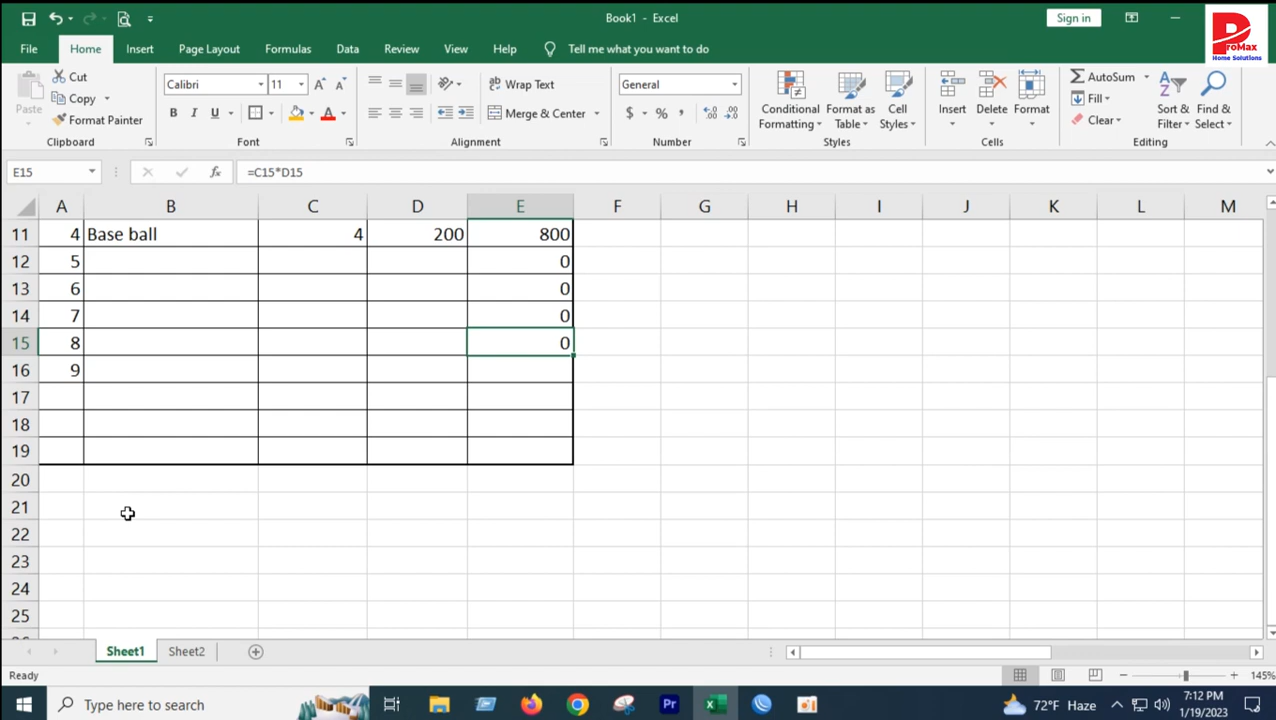 Book1 - Excel
Sign in
ProMax
Home Solutions
File Home Insert Page Layout Formulas Data Review View Help Tell me what you want to do
Paste
Cut
Copy
Format Painter
Clipboard
Calibri 11
B I U
Font
Wrap Text
Merge & Center
Alignment
General
$ % ,
Number
Conditional Formatting
Format as Table
Cell Styles
Styles
Insert
Delete
Format
Cells
AutoSum
Fill
Clear
Sort & Filter
Find & Select
Editing
E15 fx =C15*D15
A B C D E F G H I J K L M
11 4 Base ball 4 200 800
12 5 0
13 6 0
14 7 0
15 8 0
16 9
17
18
19
20
21
22
23
24
25
Sheet1 Sheet2
Ready 145%
Type here to search
Pr
72°F Haze
7:12 PM
1/19/2023